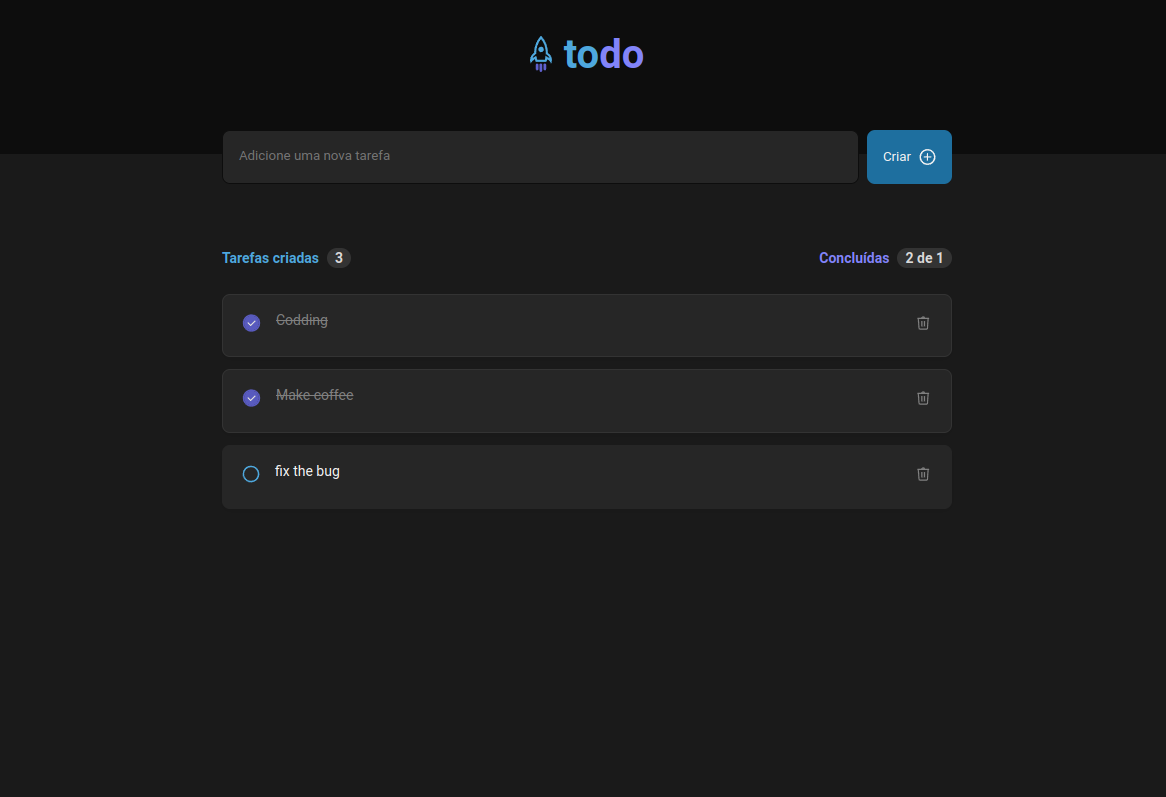 todo
Adicione uma nova tarefa
Criar
Tarefas criadas 3
Concluídas 2 de 1
Codding
Make coffee
fix the bug